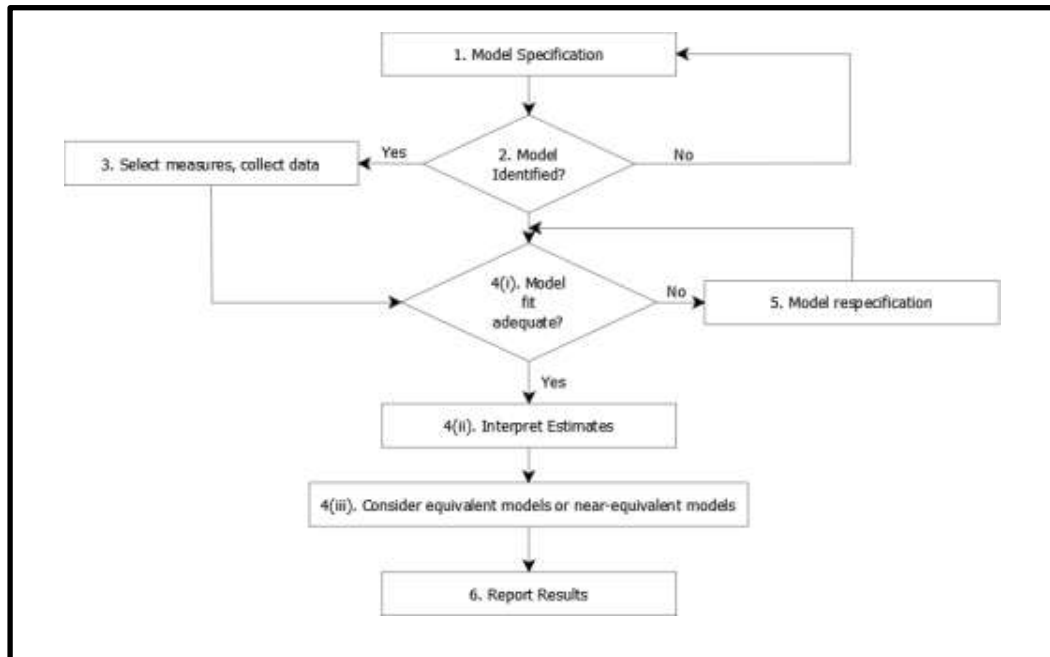 1. Model Specification
Yes
2. Model
Identified?
No
3. Select measures, collect data
4(i). Model
fit
adequate?
No
5. Model respecification
Yes
4(ii). Interpret Estimates
4(iii). Consider equivalent models or near-equivalent models
6. Report Results